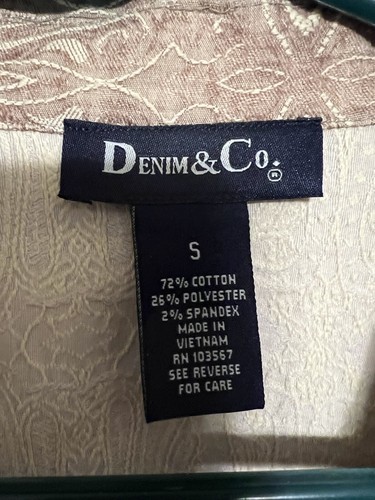 DENIM & CO. ®
S
72% COTTON
26% POLYESTER
2% SPANDEX
MADE IN
VIETNAM
RN 103567
SEE REVERSE
FOR CARE